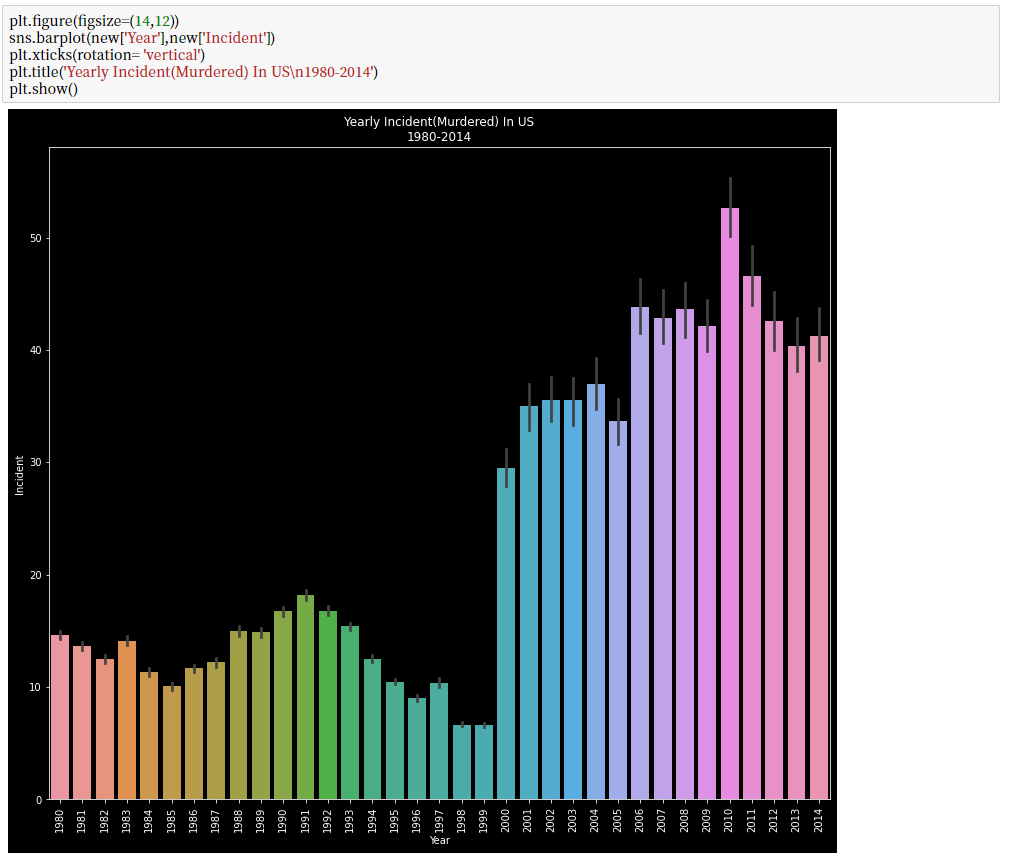 plt.figure(figsize=(14,12))
sns.barplot(new['Year'],new['Incident'])
plt.xticks(rotation= 'vertical')
plt.title('Yearly Incident(Murdered) In US\n1980-2014')
plt.show()
Yearly Incident(Murdered) In US
1980-2014
50
40
30
20
10
0
Incident
1980 1981 1982 1983 1984 1985 1986 1987 1988 1989 1990 1991 1992 1993 1994 1995 1996 1997 1998 1999 2000 2001 2002 2003 2004 2005 2006 2007 2008 2009 2010 2011 2012 2013 2014
Year